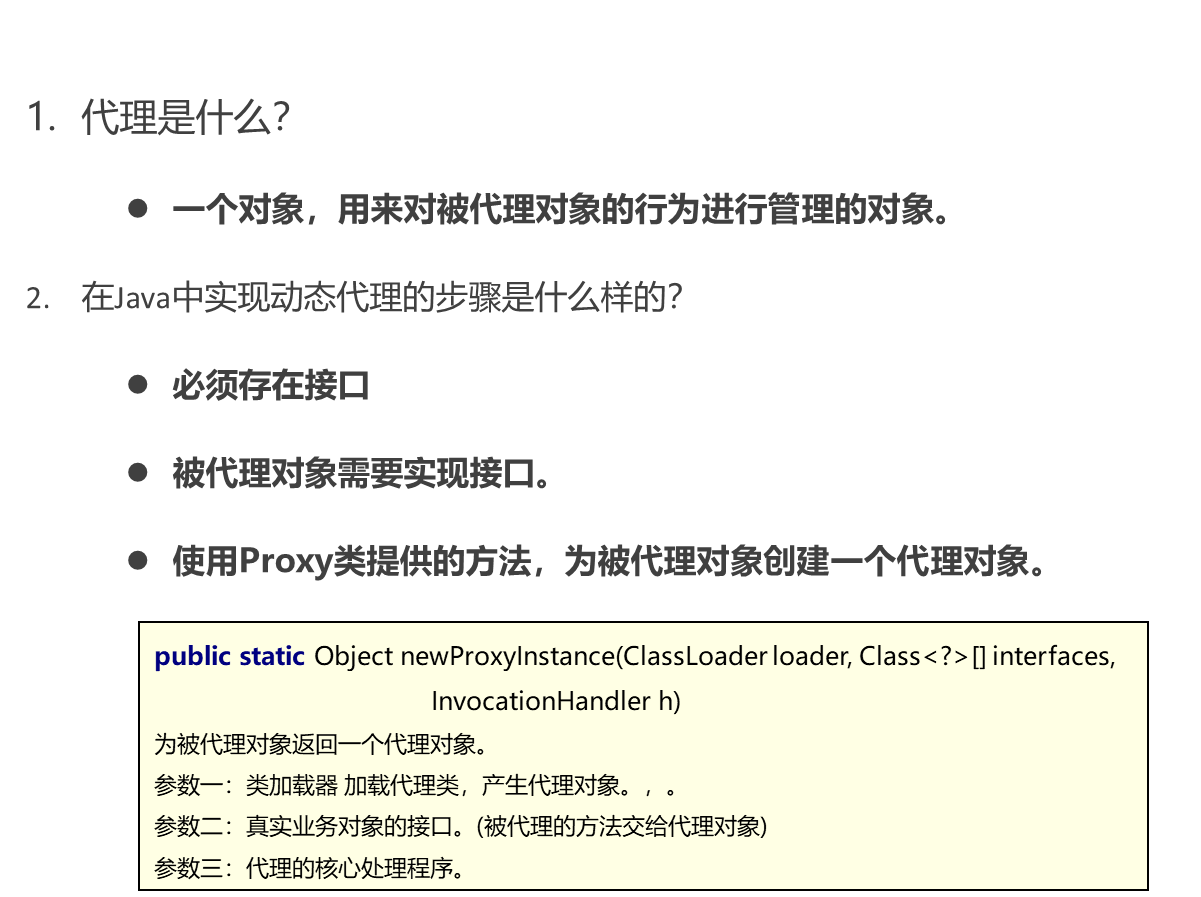 1. 代理是什么？
● 一个对象，用来对被代理对象的行为进行管理的对象。
2. 在Java中实现动态代理的步骤是什么样的？
● 必须存在接口
● 被代理对象需要实现接口。
● 使用Proxy类提供的方法，为被代理对象创建一个代理对象。
public static Object newProxyInstance(ClassLoader loader, Class<?>[] interfaces,
InvocationHandler h)
为被代理对象返回一个代理对象。
参数一：类加载器 加载代理类，产生代理对象。，。
参数二：真实业务对象的接口。(被代理的方法交给代理对象)
参数三：代理的核心处理程序。